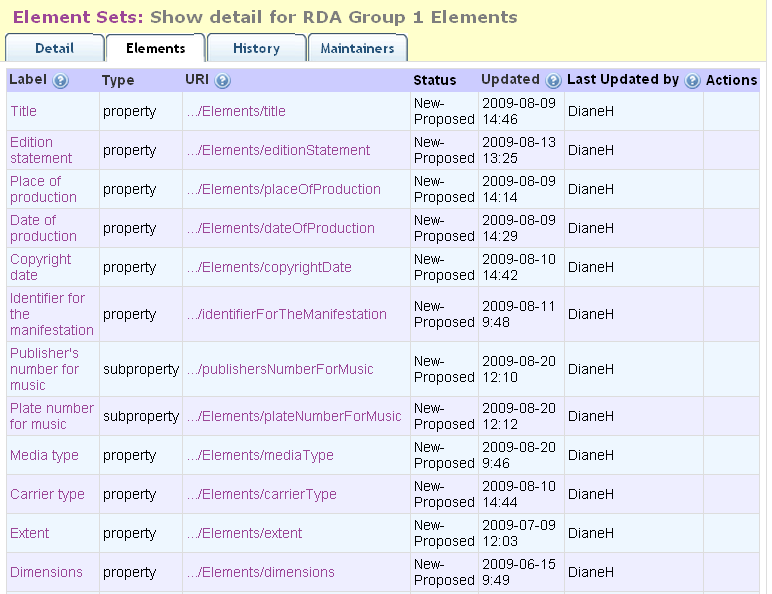 Element Sets: Show detail for RDA Group 1 Elements
Detail Elements History Maintainers
Label ? Type URI ? Status Updated ? Last Updated by ? Actions
Title property .../Elements/title New- 2009-08-09 DianeH
Proposed 14:46
Edition property .../Elements/editionStatement New- 2009-08-13 DianeH
statement Proposed 13:25
Place of property .../Elements/placeOfProduction New- 2009-08-09 DianeH
production Proposed 14:14
Date of property .../Elements/dateOfProduction New- 2009-08-09 DianeH
production Proposed 14:29
Copyright property .../Elements/copyrightDate New- 2009-08-10 DianeH
date Proposed 14:42
Identifier for
the property .../identifierForTheManifestation New- 2009-08-11 DianeH
manifestation Proposed 9:48
Publisher's
number for subproperty .../publishersNumberForMusic New- 2009-08-20 DianeH
music Proposed 12:10
Plate number subproperty .../Elements/plateNumberForMusic New- 2009-08-20 DianeH
for music Proposed 12:12
Media type property .../Elements/mediaType New- 2009-08-20 DianeH
Proposed 9:46
Carrier type property .../Elements/carrierType New- 2009-08-10 DianeH
Proposed 14:44
Extent property .../Elements/extent New- 2009-07-09 DianeH
Proposed 12:03
Dimensions property .../Elements/dimensions New- 2009-06-15 DianeH
Proposed 9:49